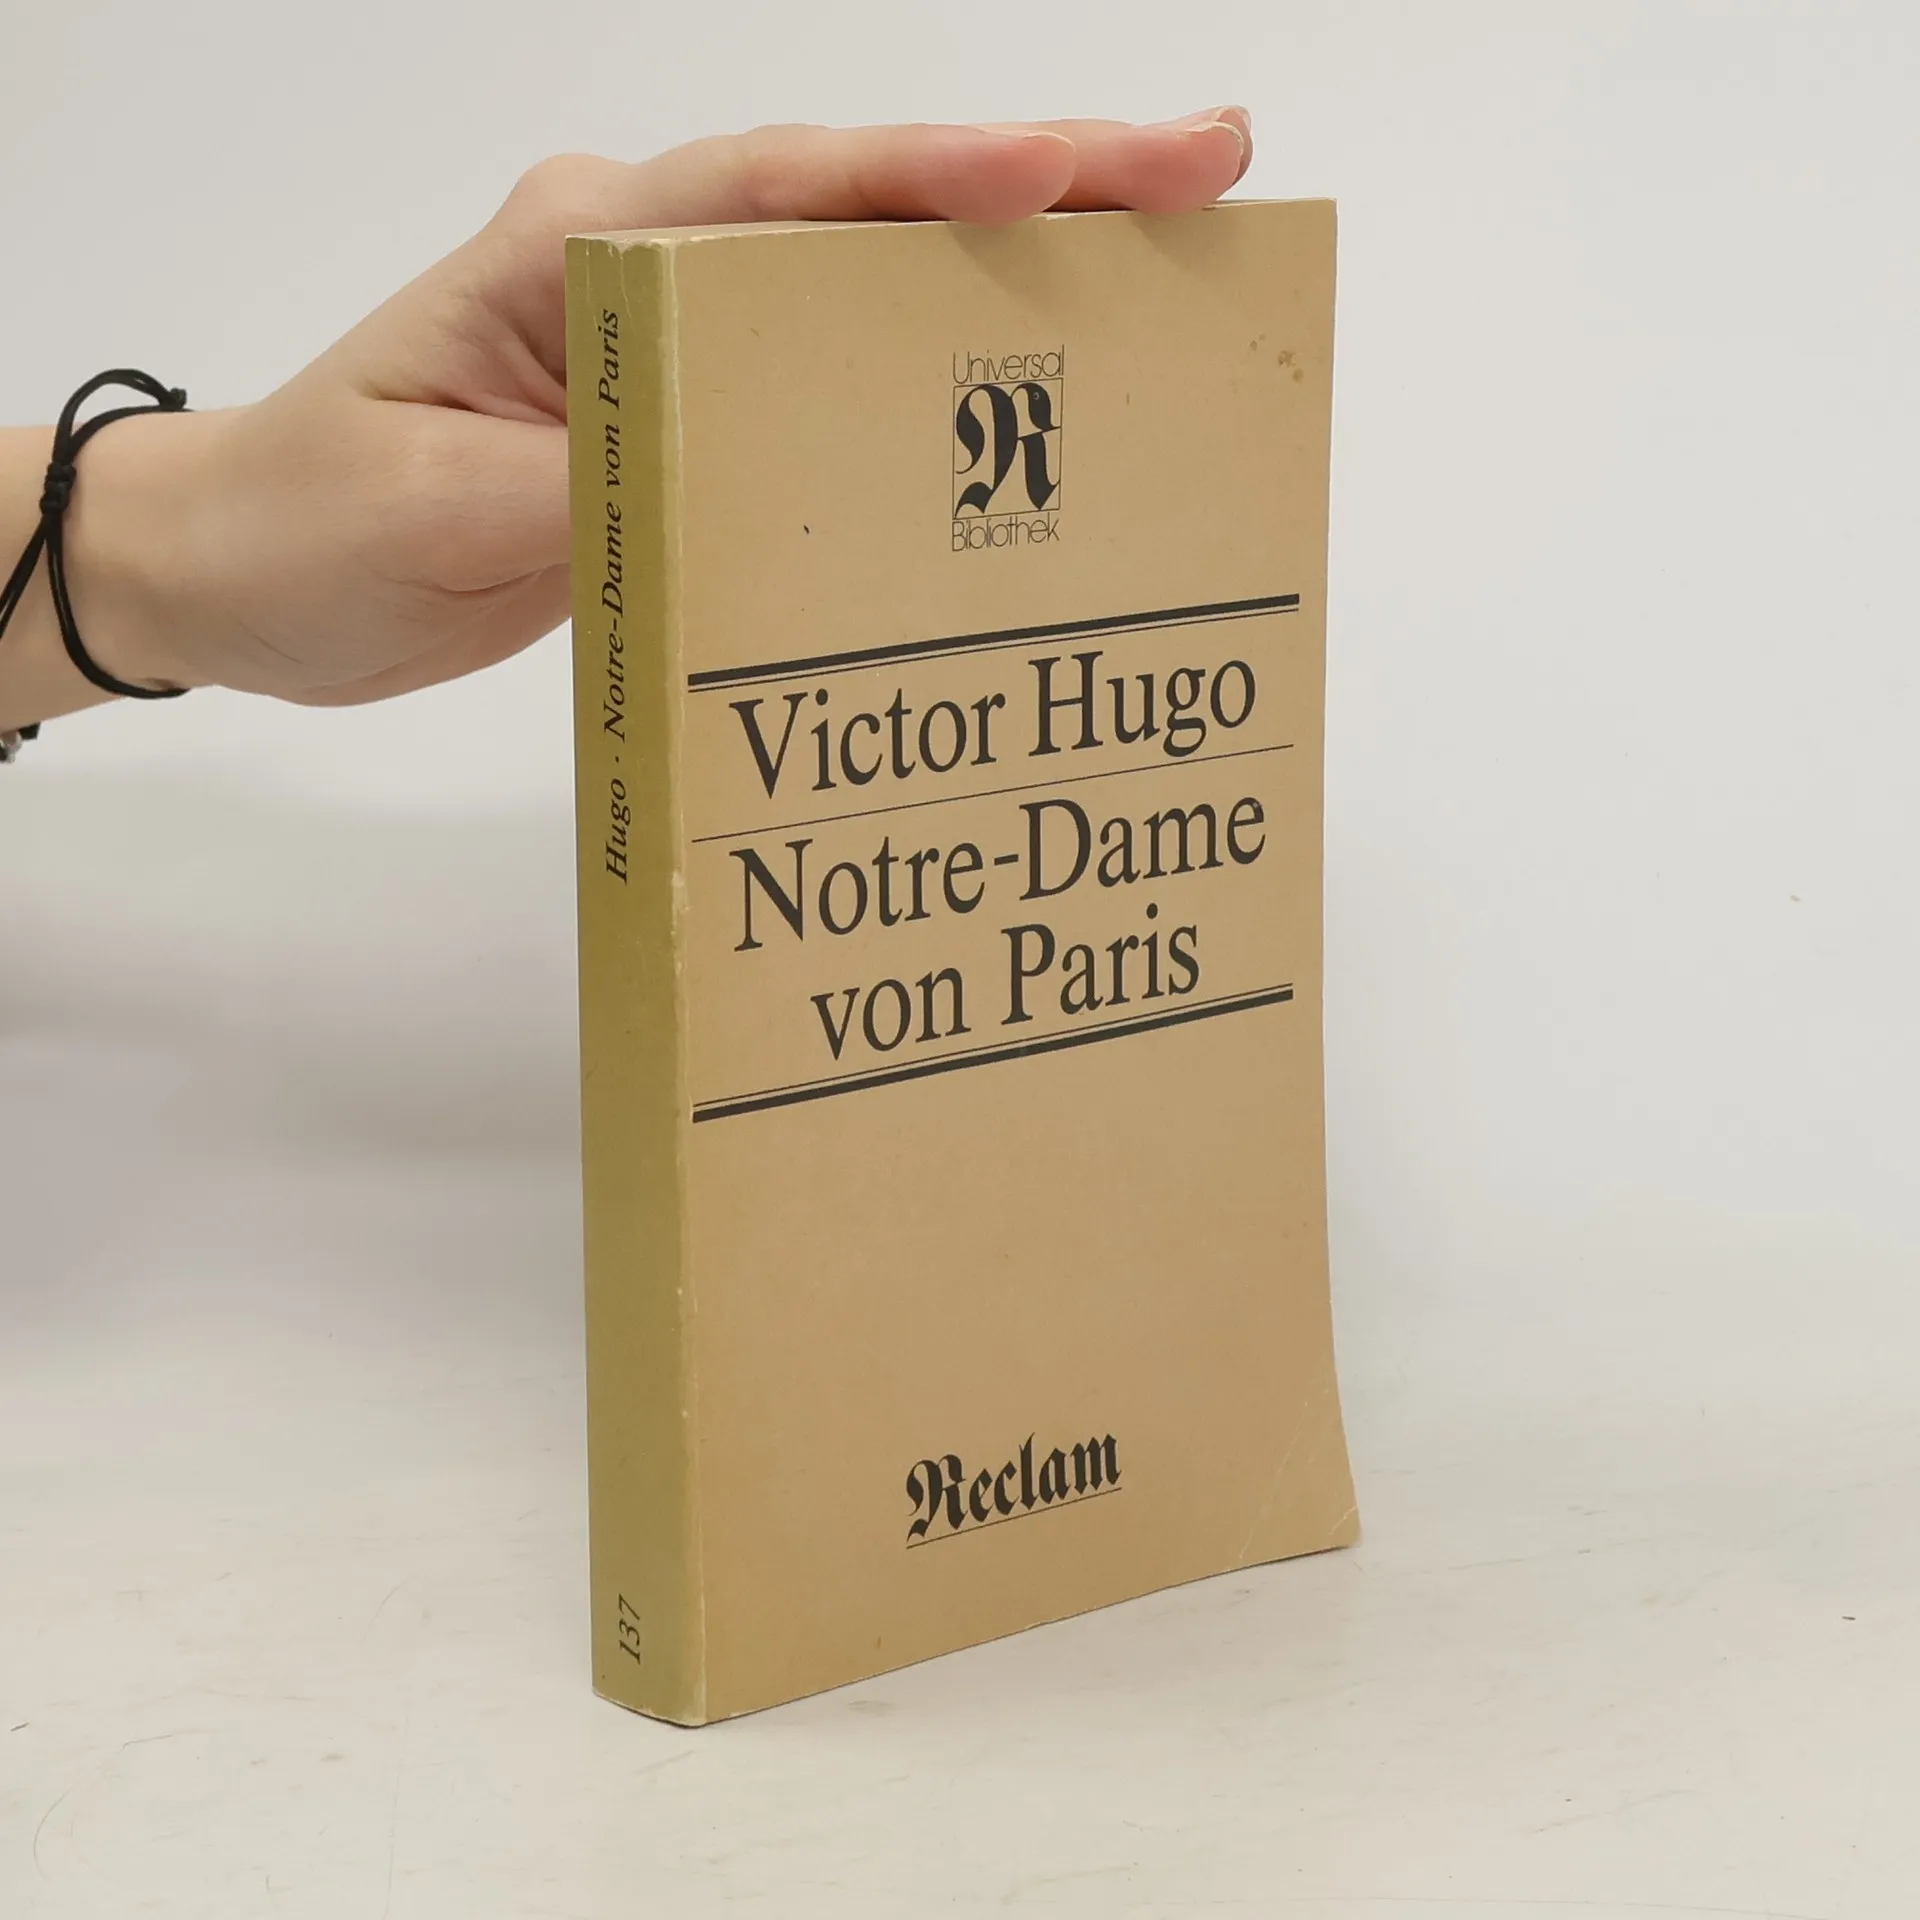 Universal
R
Bibliothek
Victor Hugo
Notre-Dame
von Paris
Reclam
Hugo · Notre-Dame von Paris
137